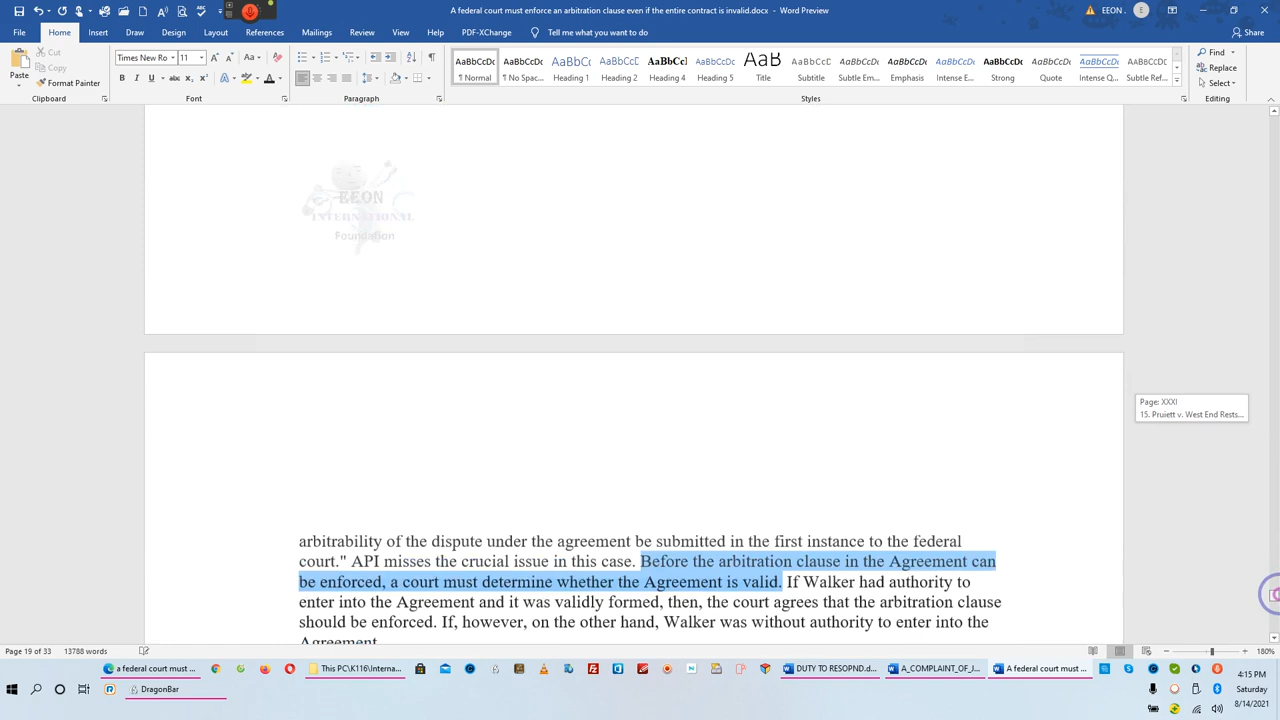 A federal court must enforce an arbitration clause even if the entire contract is invalid.docx - Word Preview
EEON .
E
File Home Insert Draw Design Layout References Mailings Review View Help PDF-XChange Tell me what you want to do
Share
Cut
Copy
Format Painter
Paste
Times New Ro
11
Clipboard
Font
Paragraph
Styles
Editing
AaBbCcDc
¶ Normal
¶ No Spac...
Heading 1
Heading 2
Heading 4
Heading 5
Title
Subtitle
Subtle Em...
Emphasis
Intense E...
Strong
Quote
Intense Q...
Subtle Ref...
Find
Replace
Select
EEON
INTERNATIONAL
Foundation
Page: XXXI
15. Pruiett v. West End Rests...
arbitrability of the dispute under the agreement be submitted in the first instance to the federal
court." API misses the crucial issue in this case. Before the arbitration clause in the Agreement can
be enforced, a court must determine whether the Agreement is valid. If Walker had authority to
enter into the Agreement and it was validly formed, then, the court agrees that the arbitration clause
should be enforced. If, however, on the other hand, Walker was without authority to enter into the
Agreement
Page 19 of 33
13788 words
180%
a federal court must ...
This PC\K116\Interna...
DUTY TO RESOPND.d...
A_COMPLAINT_OF_J...
A federal court must ...
DragonBar
4:15 PM
Saturday
8/14/2021